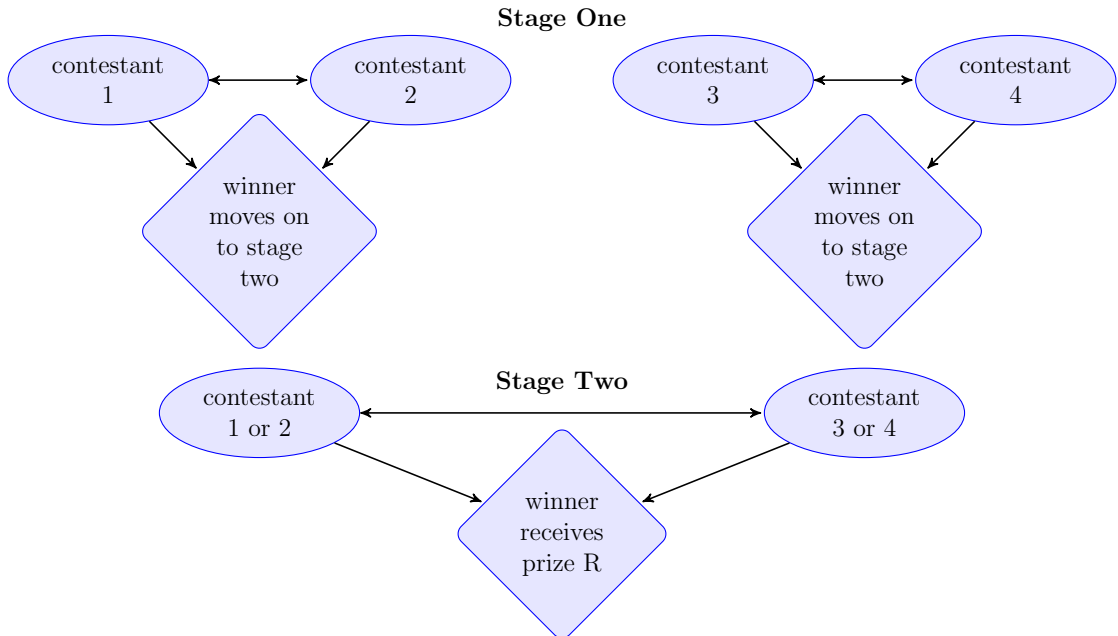 Stage One
contestant
1
contestant
2
contestant
3
contestant
4
winner
moves on
to stage
two
winner
moves on
to stage
two
Stage Two
contestant
1 or 2
contestant
3 or 4
winner
receives
prize R